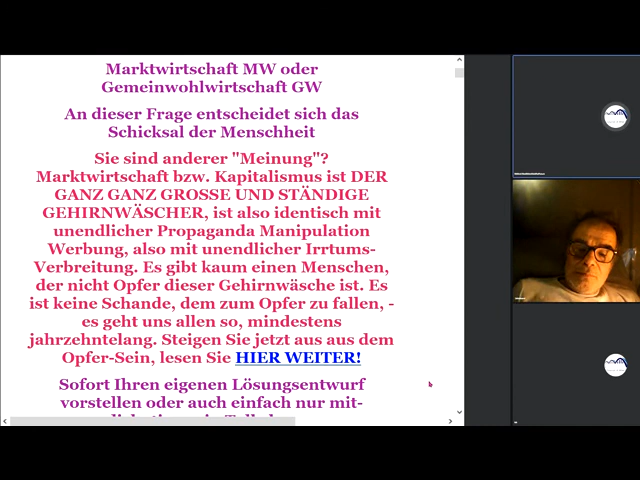 Marktwirtschaft MW oder
Gemeinwohlwirtschaft GW
An dieser Frage entscheidet sich das
Schicksal der Menschheit
Sie sind anderer "Meinung"?
Marktwirtschaft bzw. Kapitalismus ist DER
GANZ GANZ GROSSE UND STÄNDIGE
GEHIRNWÄSCHER, ist also identisch mit
unendlicher Propaganda Manipulation
Werbung, also mit unendlicher Irrtums-
Verbreitung. Es gibt kaum einen Menschen,
der nicht Opfer dieser Gehirnwäsche ist. Es
ist keine Schande, dem zum Opfer zu fallen, -
es geht uns allen so, mindestens
jahrzehntelang. Steigen Sie jetzt aus aus dem
Opfer-Sein, lesen Sie HIER WEITER!
Sofort Ihren eigenen Lösungsentwurf
vorstellen oder auch einfach nur mit-